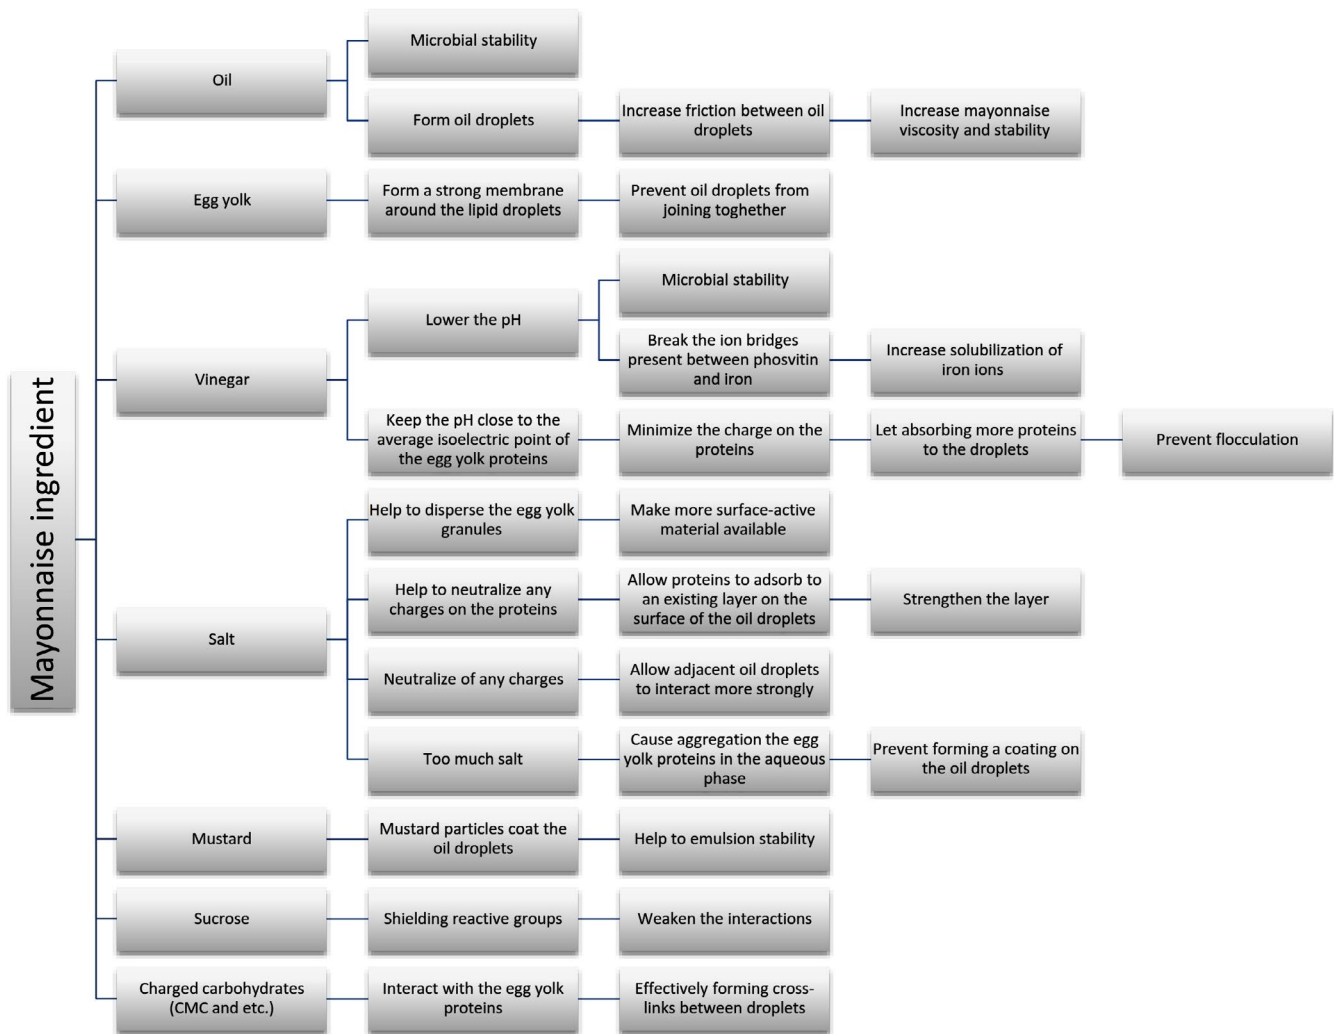 Mayonnaise ingredient
Oil
Microbial stability
Form oil droplets
Increase friction between oil
droplets
Increase mayonnaise
viscosity and stability
Egg yolk
Form a strong membrane
around the lipid droplets
Prevent oil droplets from
joining toghether
Vinegar
Lower the pH
Microbial stability
Break the ion bridges
present between phosvitin
and iron
Increase solubilization of
iron ions
Keep the pH close to the
average isoelectric point of
the egg yolk proteins
Minimize the charge on the
proteins
Let absorbing more proteins
to the droplets
Prevent flocculation
Salt
Help to disperse the egg yolk
granules
Make more surface-active
material available
Help to neutralize any
charges on the proteins
Allow proteins to adsorb to
an existing layer on the
surface of the oil droplets
Strengthen the layer
Neutralize of any charges
Allow adjacent oil droplets
to interact more strongly
Too much salt
Cause aggregation the egg
yolk proteins in the aqueous
phase
Prevent forming a coating on
the oil droplets
Mustard
Mustard particles coat the
oil droplets
Help to emulsion stability
Sucrose
Shielding reactive groups
Weaken the interactions
Charged carbohydrates
(CMC and etc.)
Interact with the egg yolk
proteins
Effectively forming cross-
links between droplets